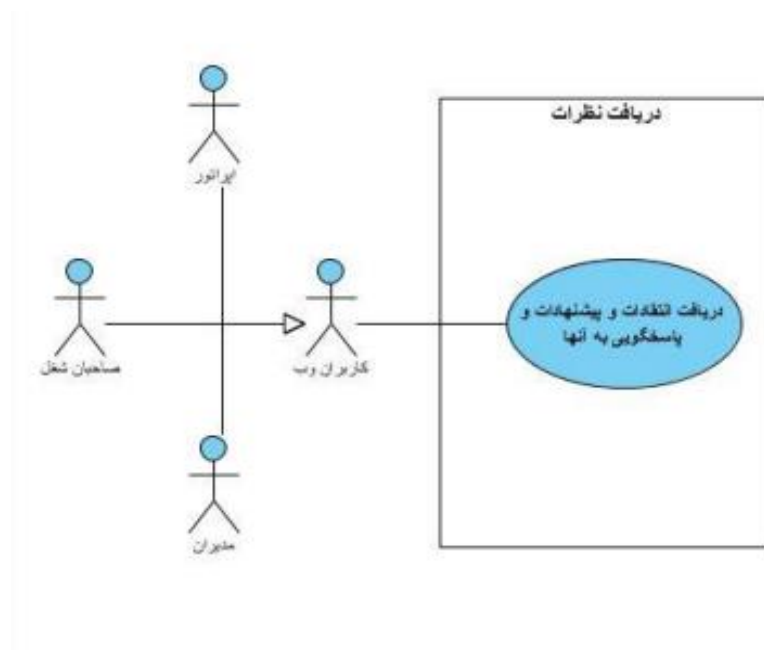 دریافت نظرات
اپراتور
صاحبان شغل
کاربران وب
دریافت انتقادات و پیشنهادات و
پاسخگویی به آنها
مدیران